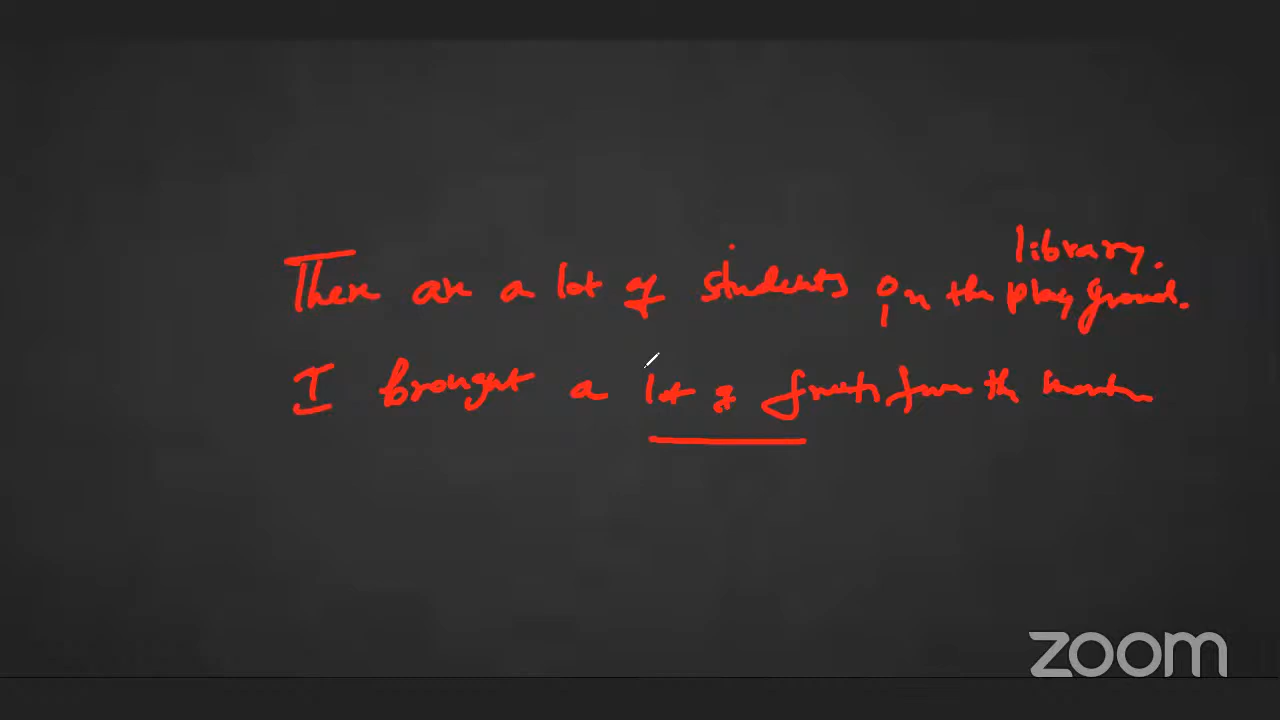 library.
There are a lot of students on the play ground.
I brought a lot of fruits from the market
zoom